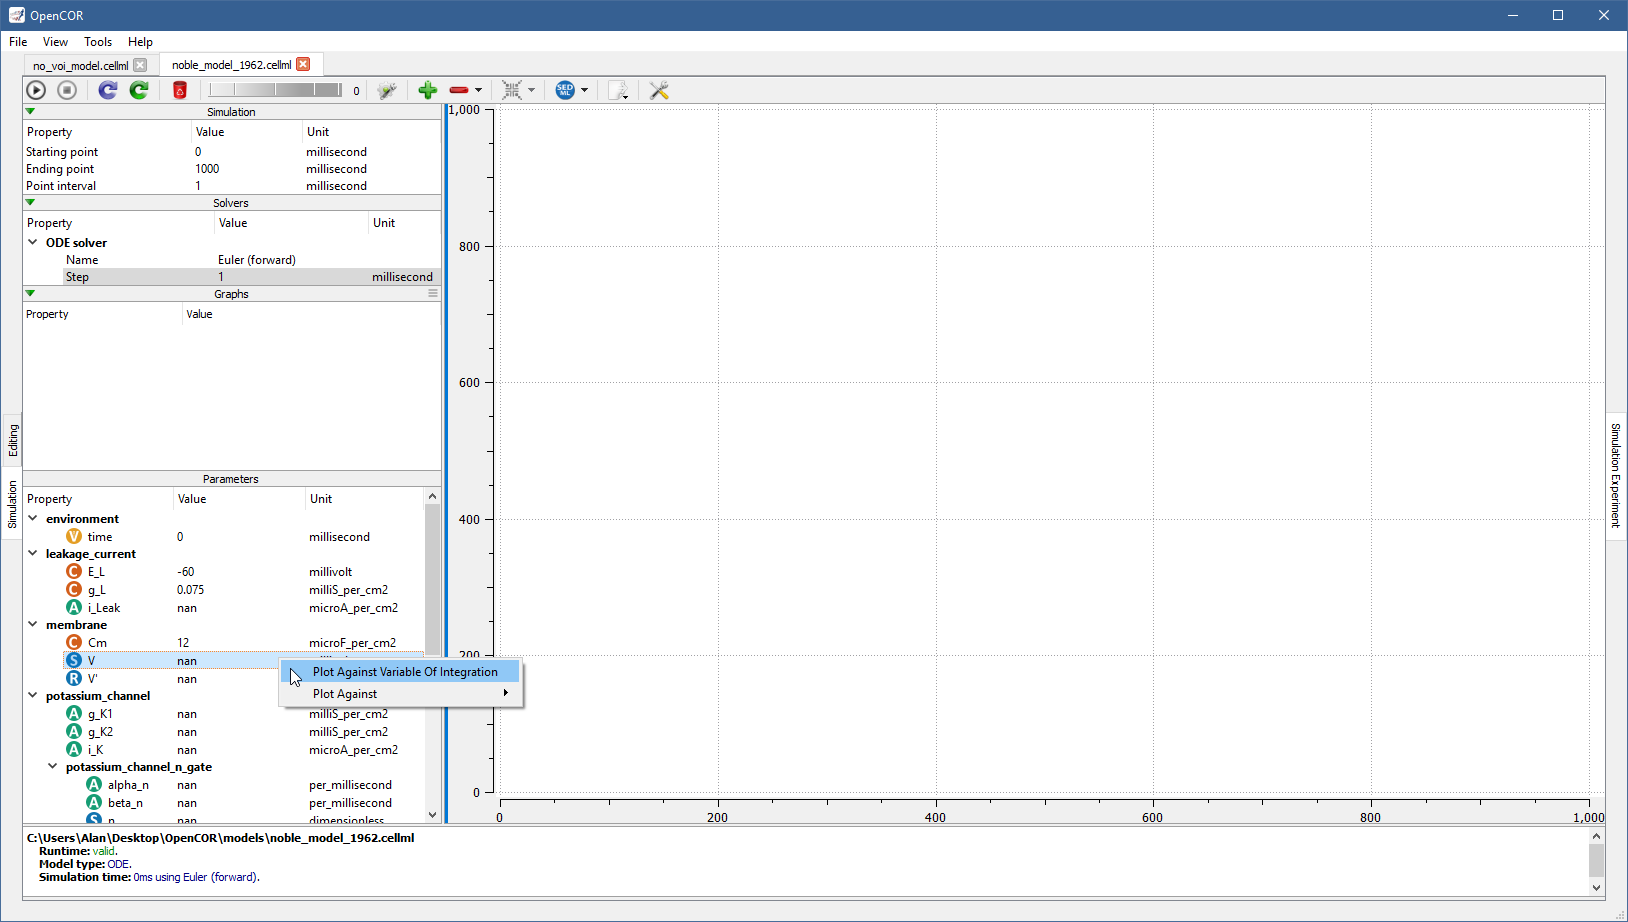 OpenCOR
File View Tools Help
no_voi_model.cellml noble_model_1962.cellml
0 SED ML
Simulation
Property Value Unit
Starting point 0 millisecond
Ending point 1000 millisecond
Point interval 1 millisecond
Solvers
Property Value Unit
ODE solver
Name Euler (forward)
Step 1 millisecond
Graphs
Property Value
Editing
Simulation
Parameters
Property Value Unit
environment
V time 0 millisecond
leakage_current
C E_L -60 millivolt
C g_L 0.075 milliS_per_cm2
A i_Leak nan microA_per_cm2
membrane
C Cm 12 microF_per_cm2
S V nan
R V' nan
Plot Against Variable Of Integration
Plot Against
potassium_channel
A g_K1 nan milliS_per_cm2
A g_K2 nan milliS_per_cm2
A i_K nan microA_per_cm2
potassium_channel_n_gate
A alpha_n nan per_millisecond
A beta_n nan per_millisecond
S n nan dimensionless
1,000
800
600
400
200
0
0 200 400 600 800 1,000
Simulation Experiment
C:\Users\Alan\Desktop\OpenCOR\models\noble_model_1962.cellml
Runtime: valid.
Model type: ODE.
Simulation time: 0ms using Euler (forward).